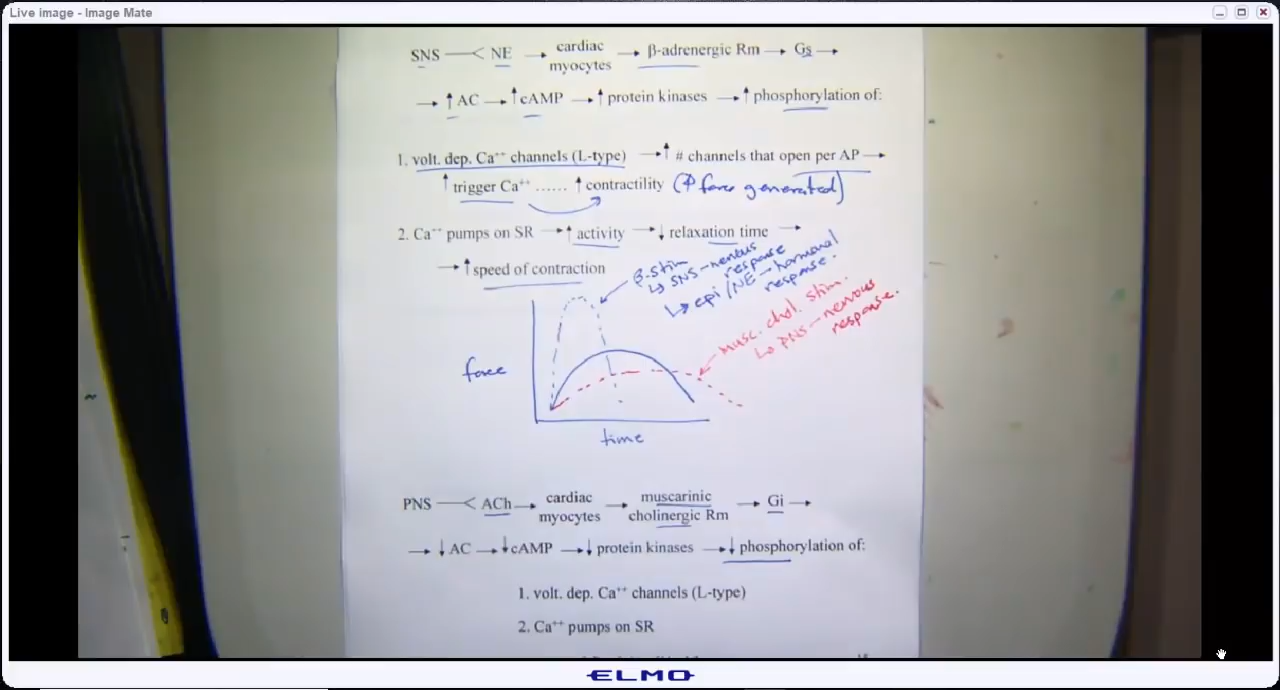 Live image - Image Mate
SNS —< NE → cardiac myocytes → β-adrenergic Rm → Gs →
→ ↑ AC → ↑ cAMP → ↑ protein kinases → ↑ phosphorylation of:
1. volt. dep. Ca⁺⁺ channels (L-type) → ↑ # channels that open per AP →
↑ trigger Ca⁺⁺ ...... ↑ contractility (↑ force generated)
2. Ca⁺⁺ pumps on SR → ↑ activity → ↓ relaxation time →
→ ↑ speed of contraction
β-stim
↳ SNS - nervous
response
↳ epi/NE - hormonal
response.
musc. chol. stim.
↳ PNS - nervous
response.
force
time
PNS —< ACh → cardiac myocytes → muscarinic cholinergic Rm → Gi →
→ ↓ AC → ↓ cAMP → ↓ protein kinases → ↓ phosphorylation of:
1. volt. dep. Ca⁺⁺ channels (L-type)
2. Ca⁺⁺ pumps on SR
ELMO